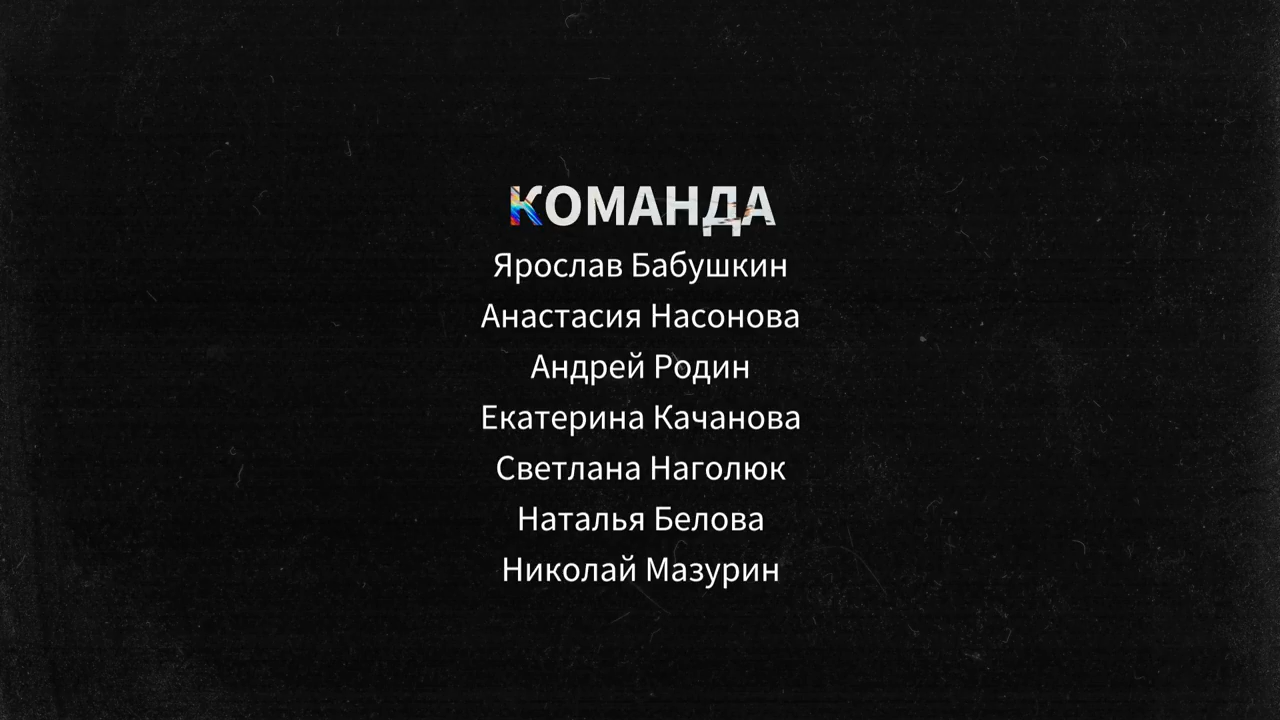 КОМАНДА
Ярослав Бабушкин
Анастасия Насонова
Андрей Родин
Екатерина Качанова
Светлана Наголюк
Наталья Белова
Николай Мазурин